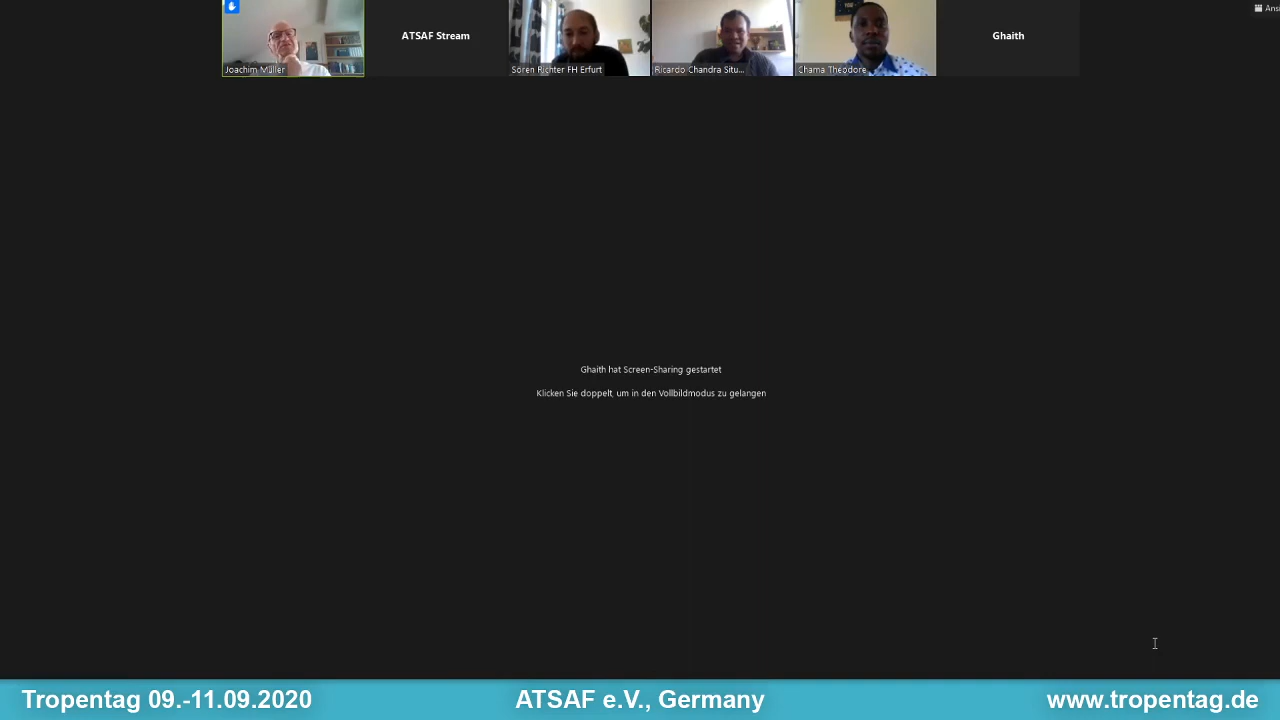 Ansi
Joachim Müller
ATSAF Stream
Sören Richter FH Erfurt
Ricardo Chandra Situ...
Chama Theodore
Ghaith
Ghaith hat Screen-Sharing gestartet
Klicken Sie doppelt, um in den Vollbildmodus zu gelangen
Tropentag 09.-11.09.2020
ATSAF e.V., Germany
www.tropentag.de